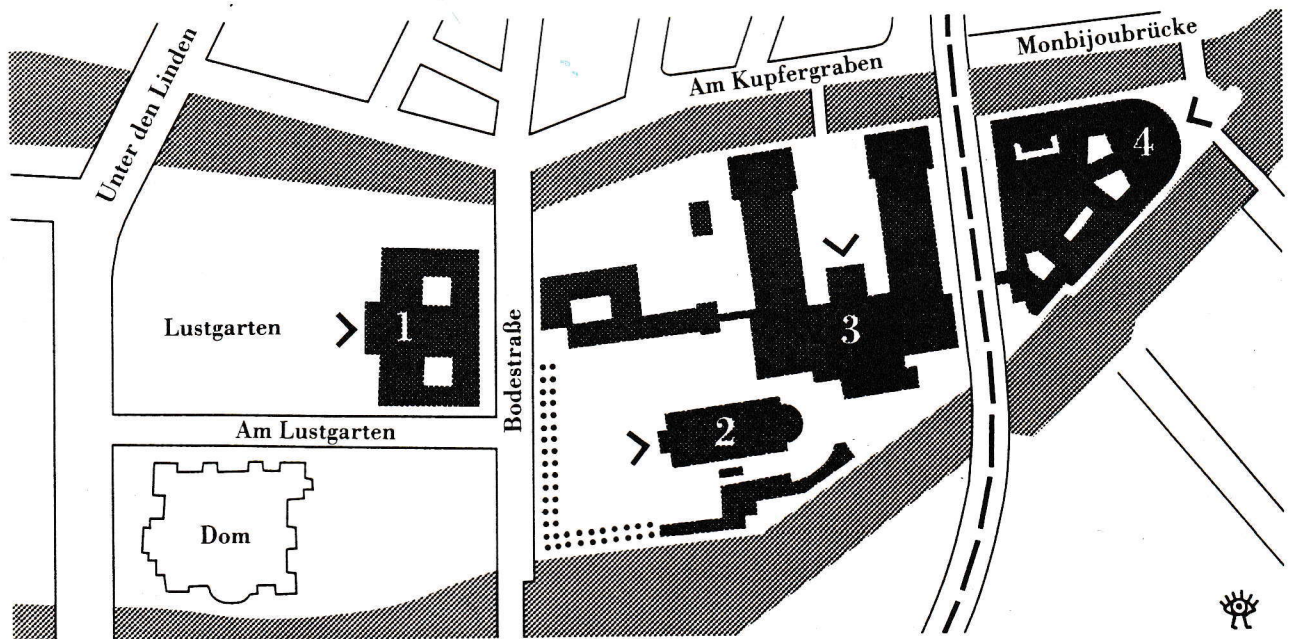 Unter den Linden
Am Kupfergraben
Monbijoubrücke
4
Lustgarten
1
Bodestraße
3
Am Lustgarten
2
Dom